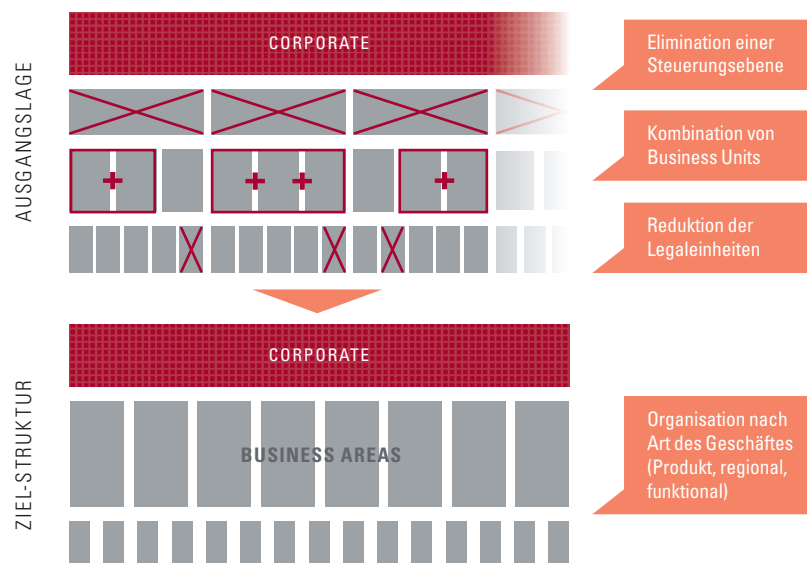 AUSGANGSLAGE
CORPORATE
Elimination einer
Steuerungsebene
Kombination von
Business Units
Reduktion der
Legaleinheiten
ZIEL-STRUKTUR
CORPORATE
BUSINESS AREAS
Organisation nach
Art des Geschäftes
(Produkt, regional,
funktional)